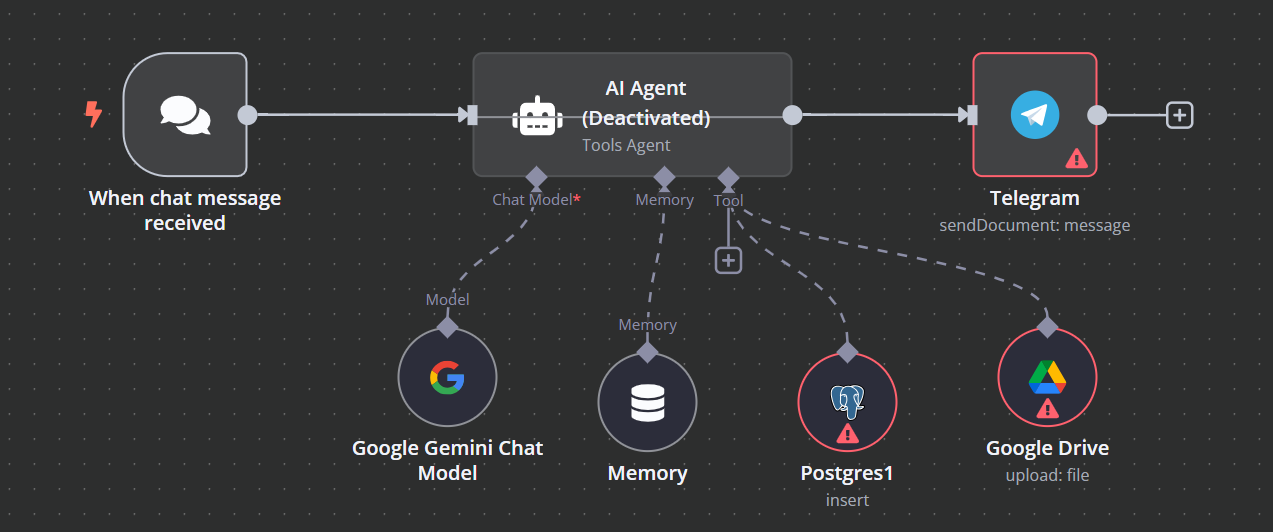 AI Agent
(Deactivated)
Tools Agent
Chat Model*
Memory
Tool
When chat message
received
Telegram
sendDocument: message
Model
Memory
Google Gemini Chat
Model
Memory
Postgres1
insert
Google Drive
upload: file